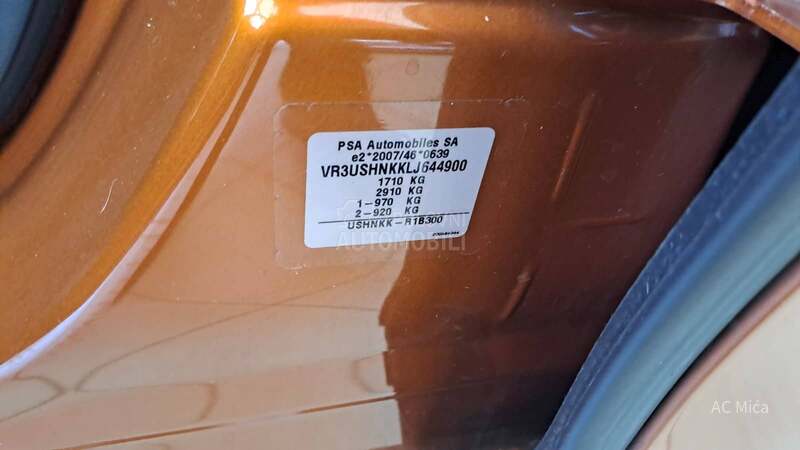 PSA Automobiles SA
e2*2007/46*0639
VR3USHNKKLJ644900
1710 KG
2910 KG
1-970 KG
2-920 KG
USHNKK-R1B300
AUTOMOBILI
AC Mića